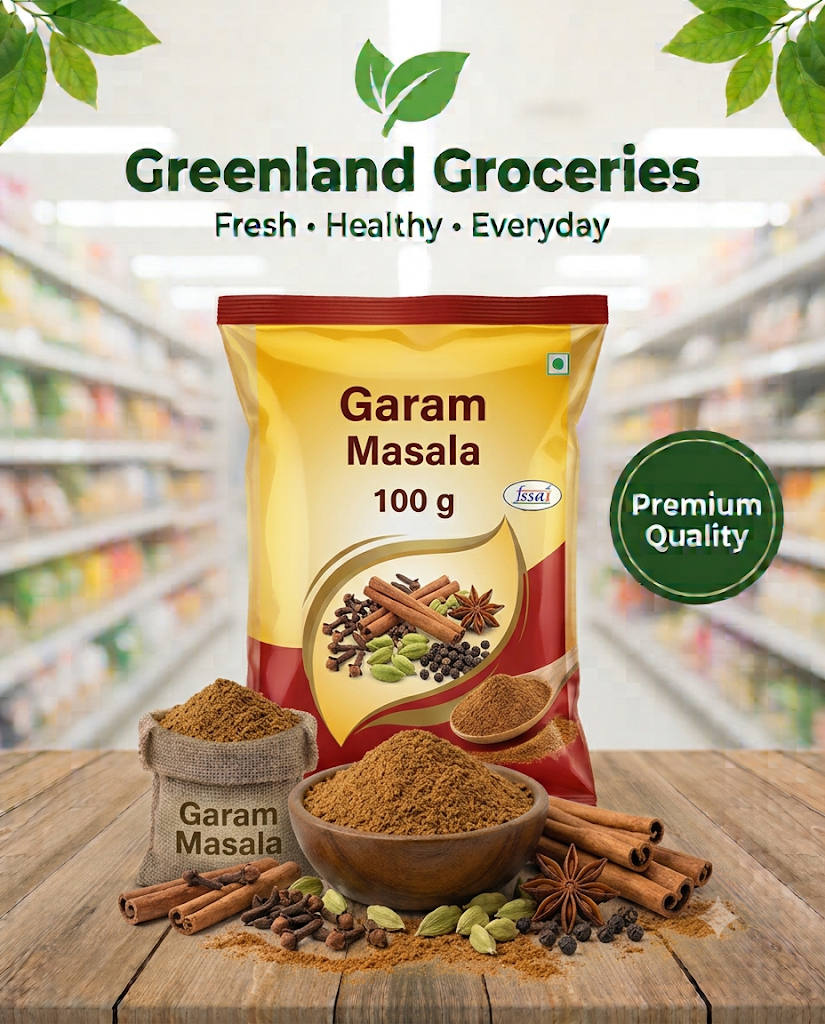 Greenland Groceries
Fresh • Healthy • Everyday
Garam
Masala
100 g
fssai
Premium
Quality
Garam
Masala